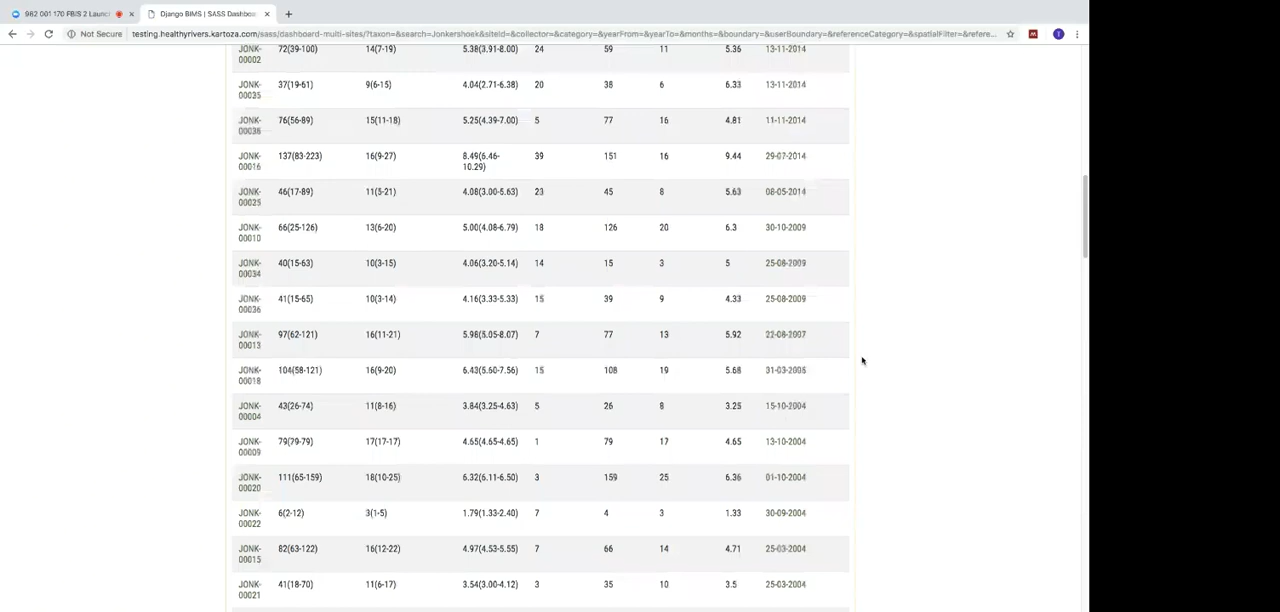 982 001 170 FBIS 2 Launch
Django BIMS | SASS Dashboa
Not Secure testing.healthyrivers.kartoza.com/sass/dashboard-multi-sites/?taxon=&search=Jonkershoek&siteId=&collector=&category=&yearFrom=&yearTo=&months=&boundary=&userBoundary=&referenceCategory=&spatialFilter=&refere...
JONK-00002 72(39-100) 14(7-19) 5.38(3.91-8.00) 24 59 11 5.36 13-11-2014
JONK-00035 37(19-61) 9(6-15) 4.04(2.71-6.38) 20 38 6 6.33 13-11-2014
JONK-00038 76(56-89) 15(11-18) 5.25(4.39-7.00) 5 77 16 4.81 11-11-2014
JONK-00016 137(83-223) 16(9-27) 8.49(6.46-10.29) 39 151 16 9.44 29-07-2014
JONK-00025 46(17-89) 11(5-21) 4.08(3.00-5.63) 23 45 8 5.63 08-05-2014
JONK-00010 66(25-126) 13(6-20) 5.00(4.08-6.79) 18 126 20 6.3 30-10-2009
JONK-00034 40(15-63) 10(3-15) 4.06(3.20-5.14) 14 15 3 5 25-08-2009
JONK-00036 41(15-65) 10(3-14) 4.16(3.33-5.33) 15 39 9 4.33 25-08-2009
JONK-00013 97(62-121) 16(11-21) 5.98(5.05-8.07) 7 77 13 5.92 22-08-2007
JONK-00018 104(58-121) 16(9-20) 6.43(5.60-7.56) 15 108 19 5.68 31-03-2005
JONK-00004 43(26-74) 11(8-16) 3.84(3.25-4.63) 5 26 8 3.25 15-10-2004
JONK-00009 79(79-79) 17(17-17) 4.65(4.65-4.65) 1 79 17 4.65 13-10-2004
JONK-00020 111(65-159) 18(10-25) 6.32(6.11-6.50) 3 159 25 6.36 01-10-2004
JONK-00022 6(2-12) 3(1-5) 1.79(1.33-2.40) 7 4 3 1.33 30-09-2004
JONK-00015 82(63-122) 16(12-22) 4.97(4.53-5.55) 7 66 14 4.71 25-03-2004
JONK-00021 41(18-70) 11(6-17) 3.54(3.00-4.12) 3 35 10 3.5 25-03-2004